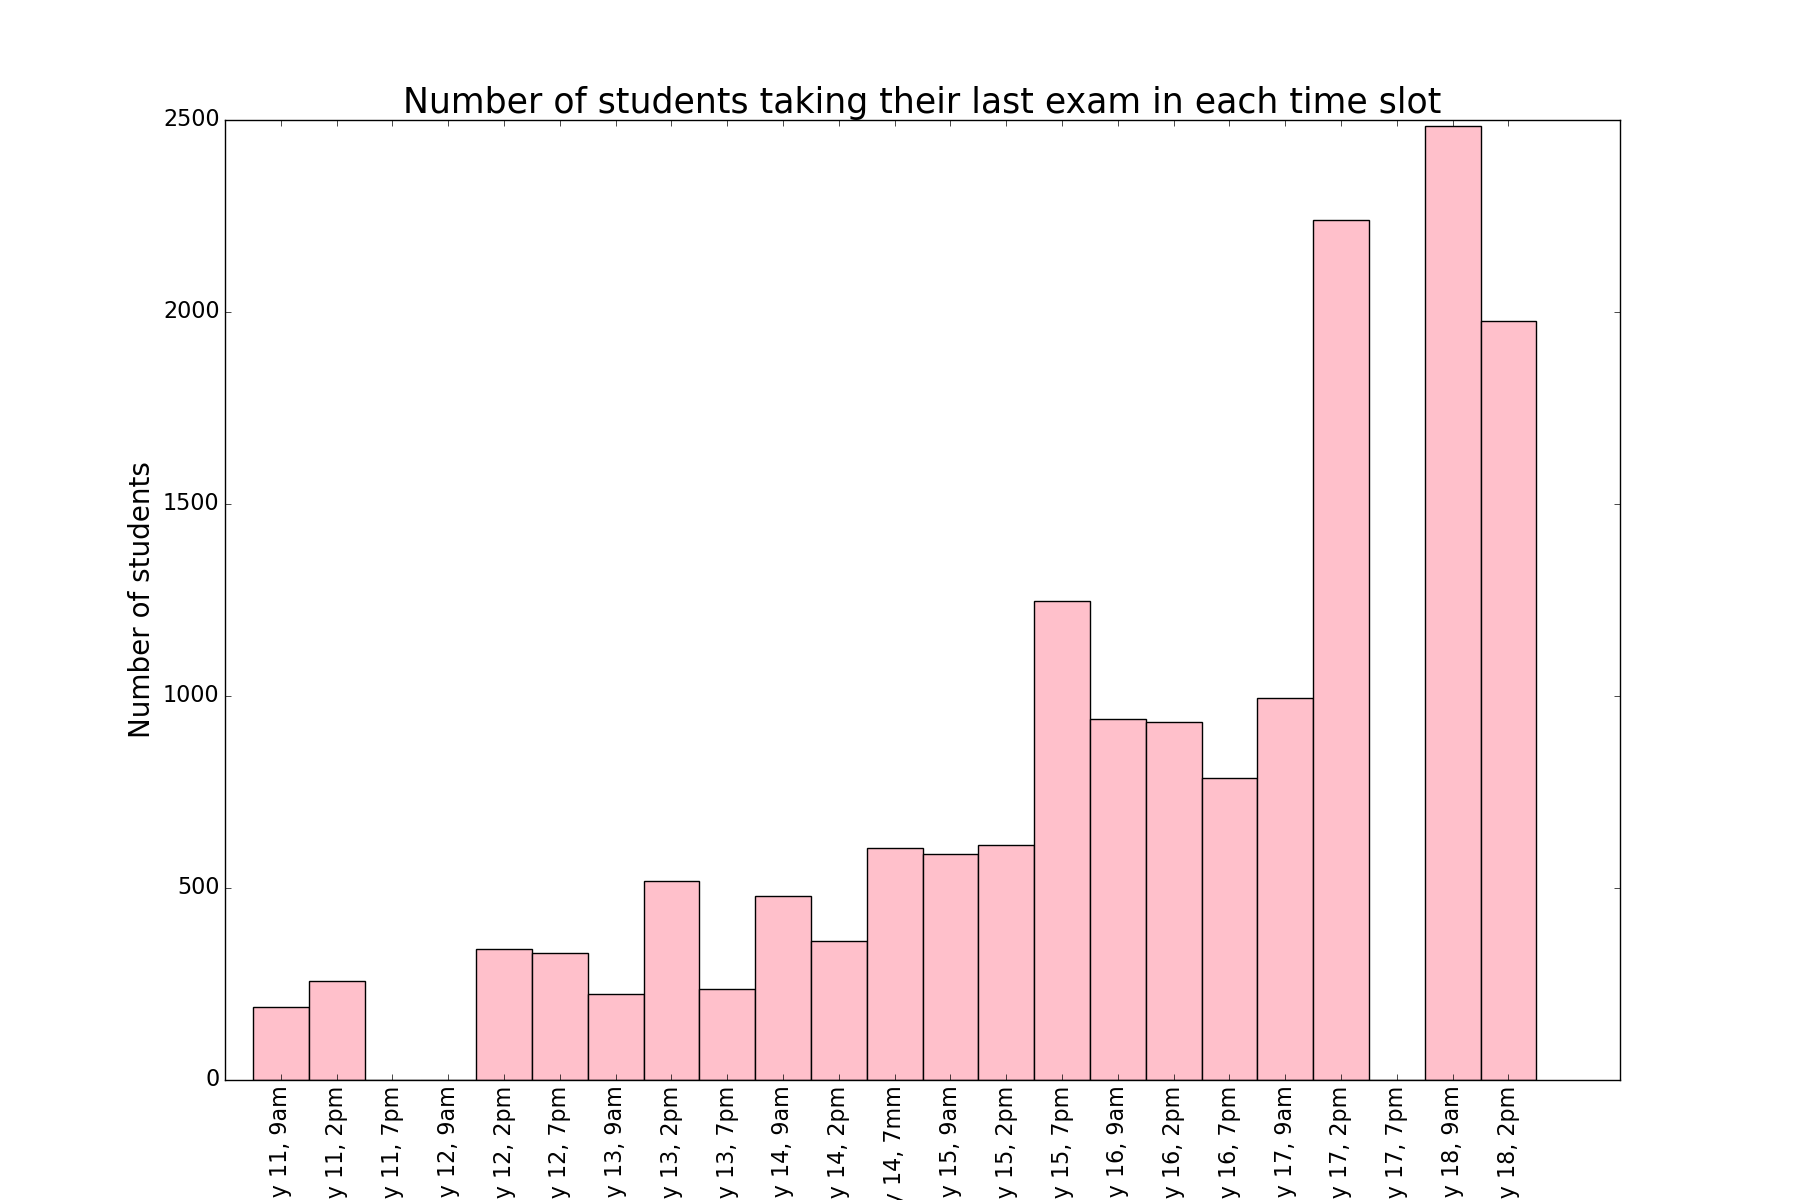 Number of students taking their last exam in each time slot
2500
2000
1500
1000
500
0
Number of students
y 11, 9am
y 11, 2pm
y 11, 7pm
y 12, 9am
y 12, 2pm
y 12, 7pm
y 13, 9am
y 13, 2pm
y 13, 7pm
y 14, 9am
y 14, 2pm
y 14, 7mm
y 15, 9am
y 15, 2pm
y 15, 7pm
y 16, 9am
y 16, 2pm
y 16, 7pm
y 17, 9am
y 17, 2pm
y 17, 7pm
y 18, 9am
y 18, 2pm